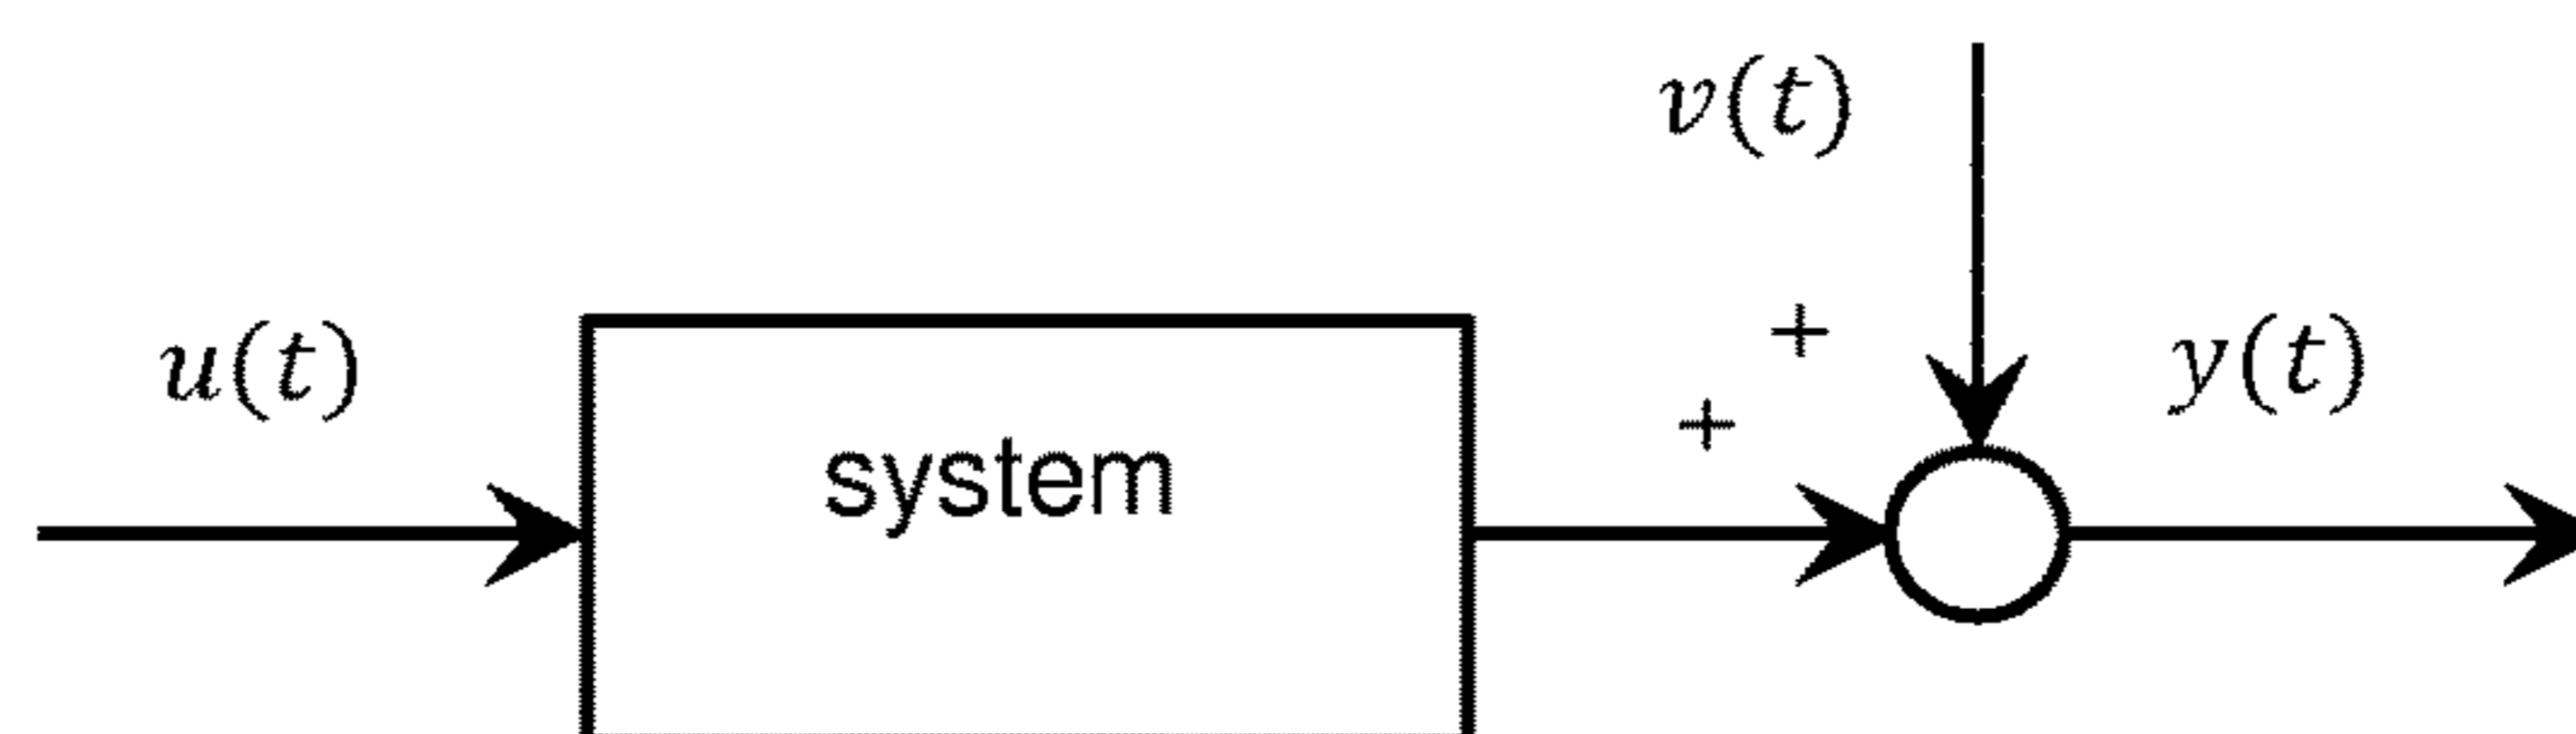 v(t)
+
u(t)
y(t)
+
system